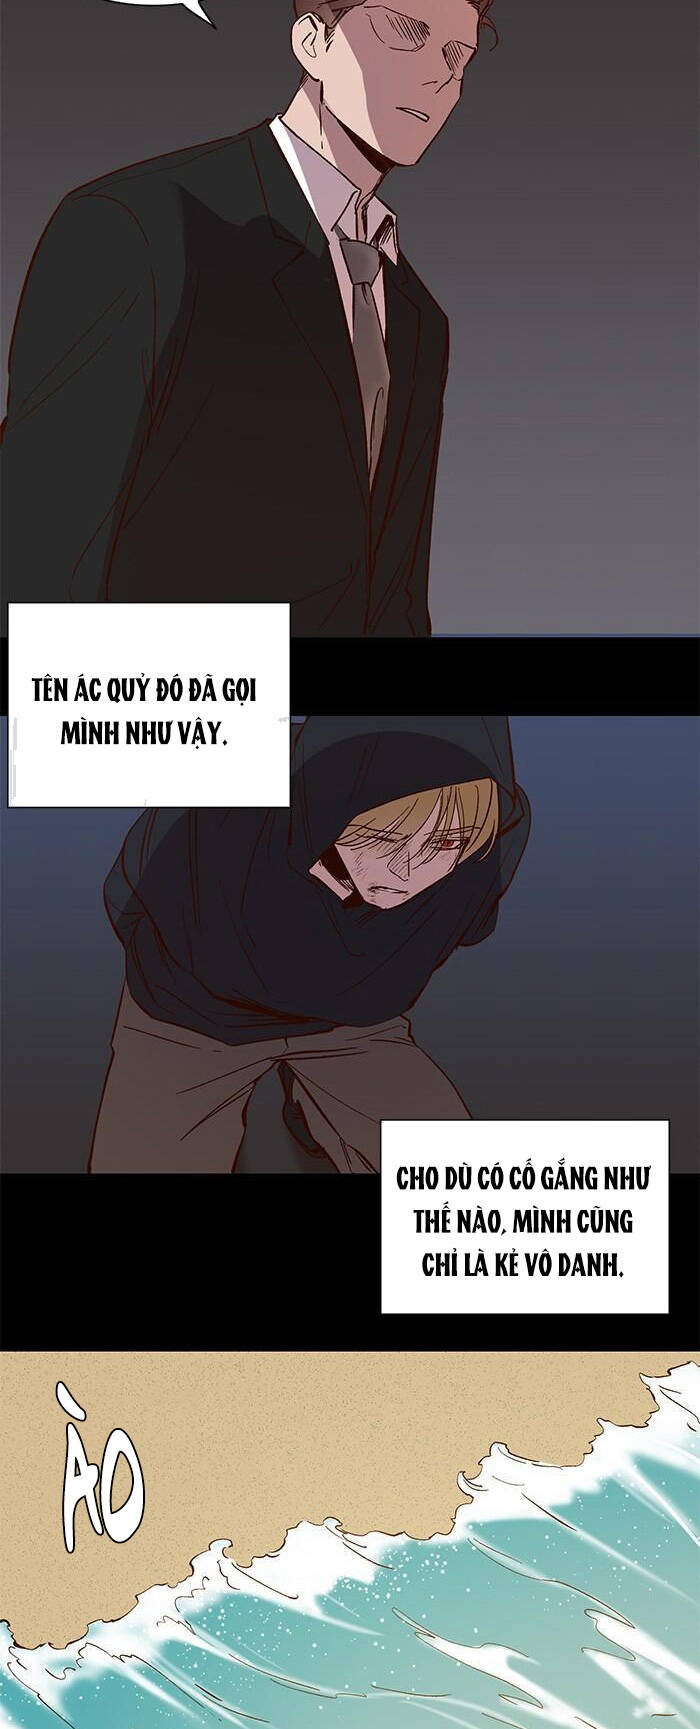 TÊN ÁC QUỶ ĐÓ ĐÃ GỌI
MÌNH NHƯ VẬY.
CHO DÙ CÓ CỐ GẮNG NHƯ
THẾ NÀO, MÌNH CŨNG
CHỈ LÀ KẺ VÔ DANH.
ÀO